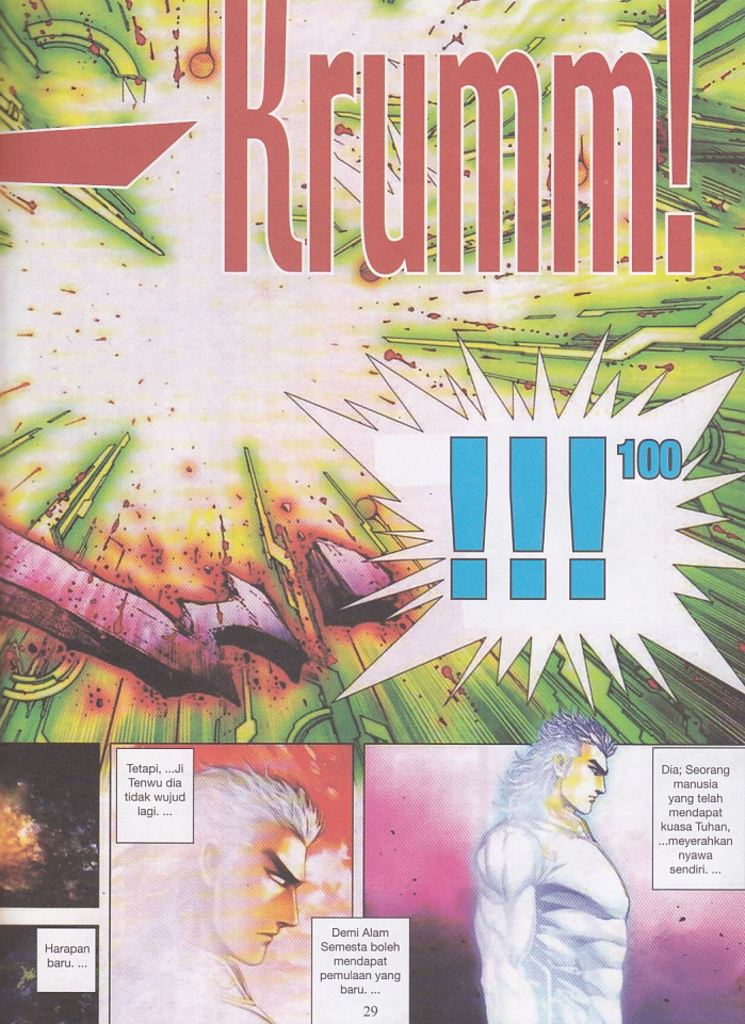 Krumm!
!!!100
Tetapi, ...Ji
Tenwu dia
tidak wujud
lagi. ...
Dia; Seorang
manusia
yang telah
mendapat
kuasa Tuhan,
...meyerahkan
nyawa
sendiri. ...
Harapan
baru. ...
Demi Alam
Semesta boleh
mendapat
pemulaan yang
baru. ...
29